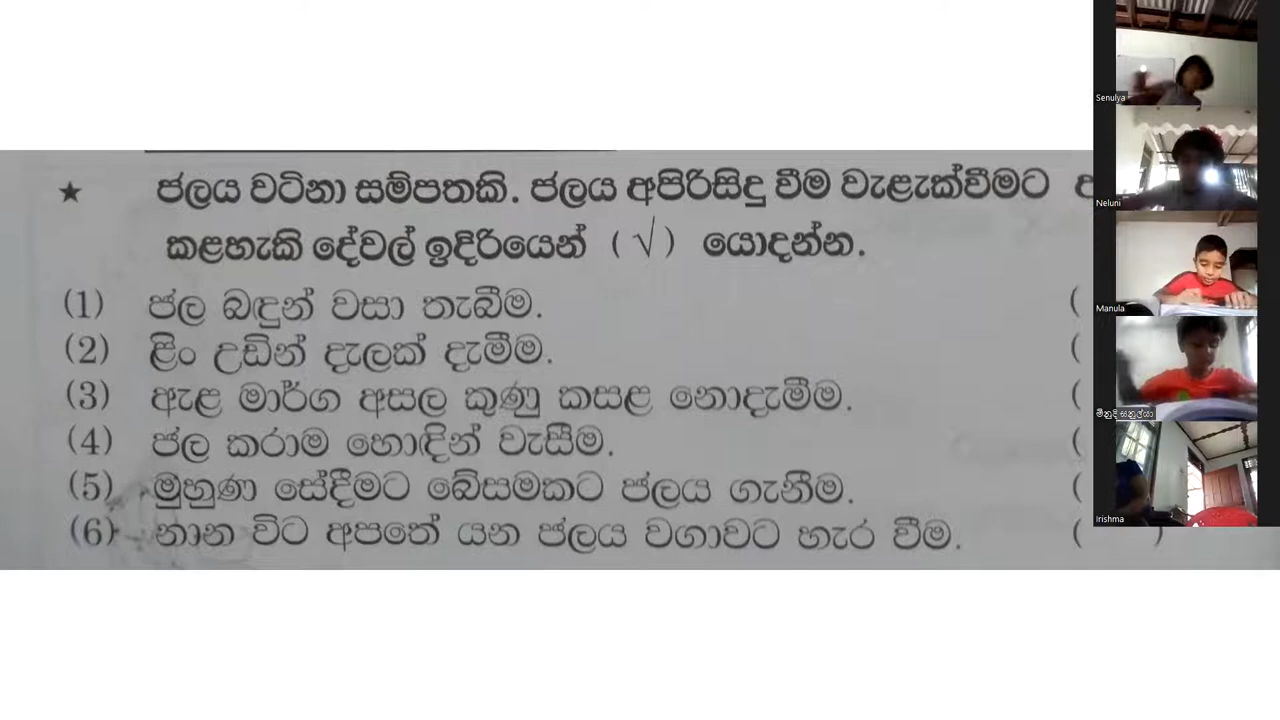 ★ ජලය වටිනා සම්පතකි. ජලය අපිරිසිදු වීම වැළැක්වීමට
කළහැකි දේවල් ඉදිරියෙන් (√) යොදන්න.
(1) ජල බඳුන් වසා තැබීම. (
(2) ළිං උඩින් දැලක් දැමීම. (
(3) ඇළ මාර්ග අසල කුණු කසළ නොදැමීම. (
(4) ජල කරාම හොඳින් වැසීම. (
(5) මුහුණ සේදීමට බේසමකට ජලය ගැනීම. (
(6) නාන විට අපතේ යන ජලය වගාවට හැර වීම. ( )
Senulya
Neluni
Manula
මිනුදි සනුල්යා
Irishma